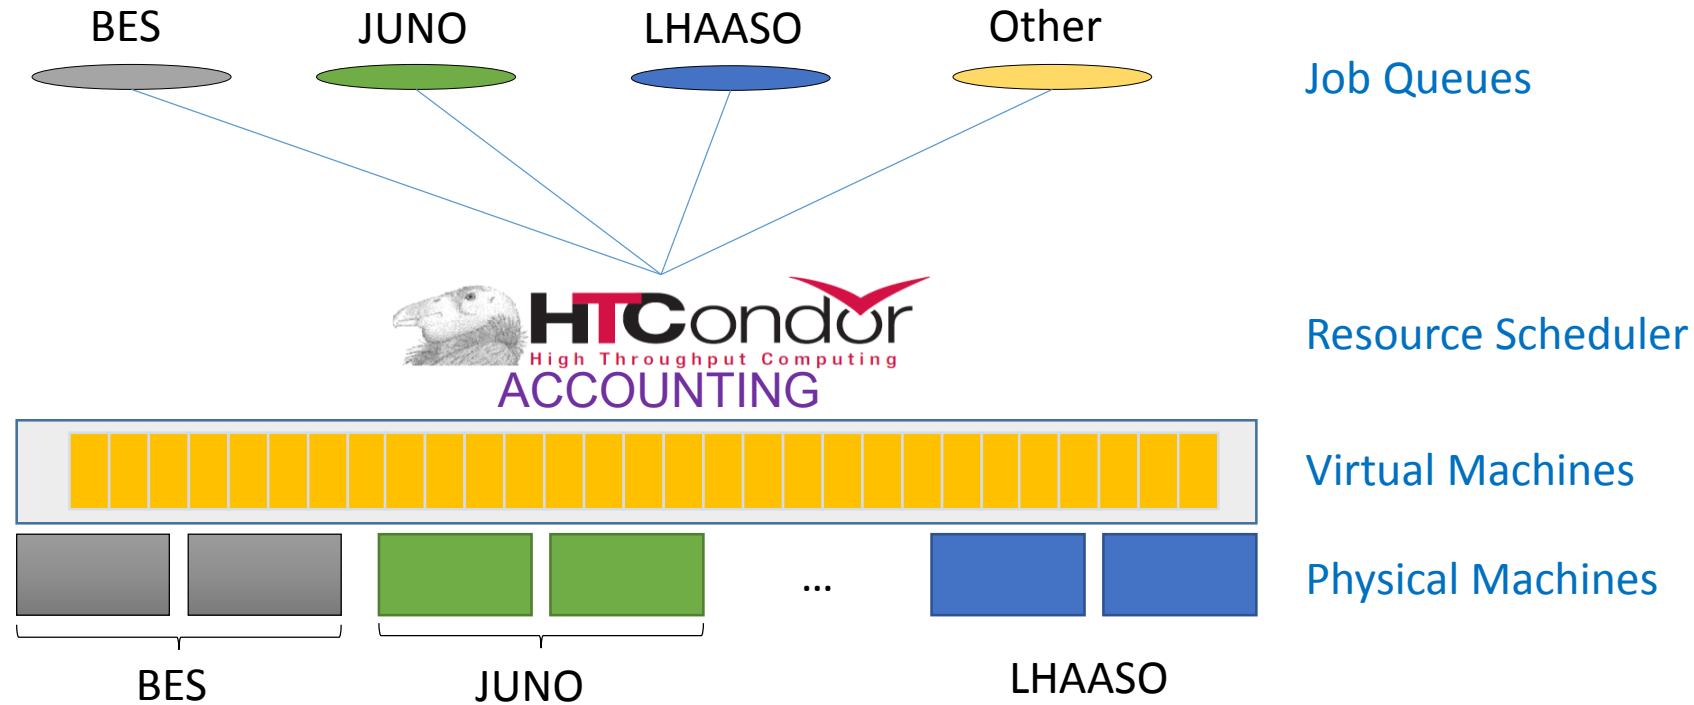 BES
JUNO
LHAASO
Other
Job Queues
HTCondor
High Throughput Computing
ACCOUNTING
Resource Scheduler
Virtual Machines
...
Physical Machines
BES
JUNO
LHAASO